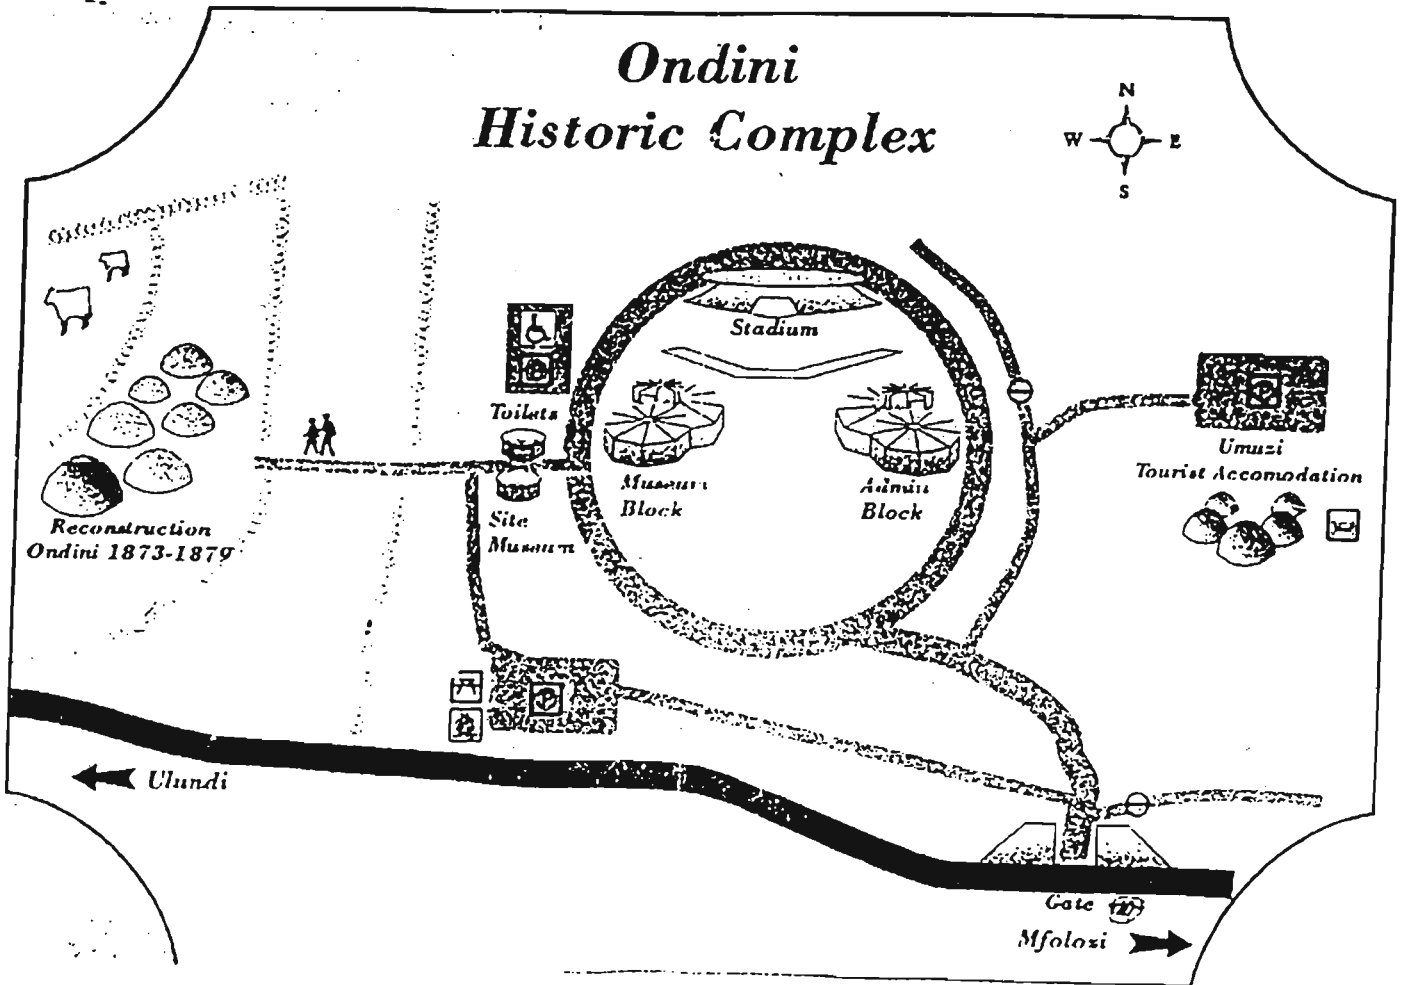 Ondini
Historic Complex
N
W E
S
Stadium
Toilets
Museum
Block
Admin
Block
Site
Museum
Umuzi
Tourist Accomodation
Reconstruction
Ondini 1873-1879
Ulundi
Gate
Mfolozi